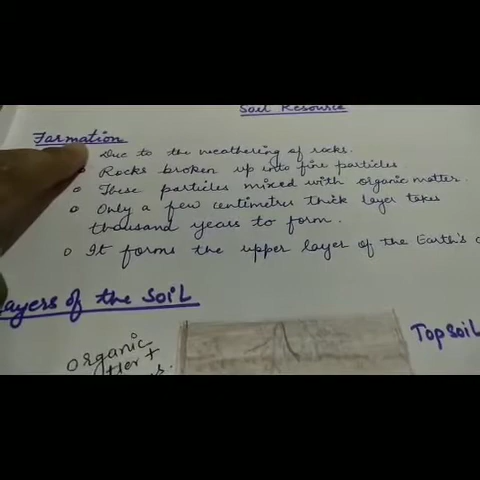 Soil Resource
Formation
Due to the weathering of rocks.
Rocks broken up into fine particles
These particles mixed with organic matter.
Only a few centimetres thick layer takes
thousand years to form.
It forms the upper layer of the Earth's
ayers of the soil
Organic
tter +
Top soil